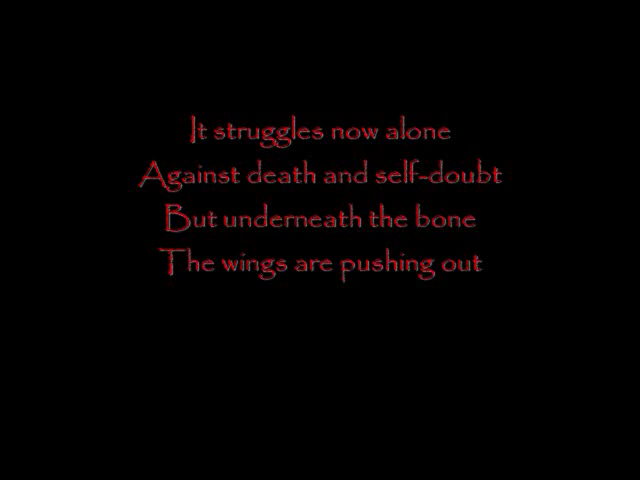 It struggles now alone
Against death and self-doubt
But underneath the bone
The wings are pushing out